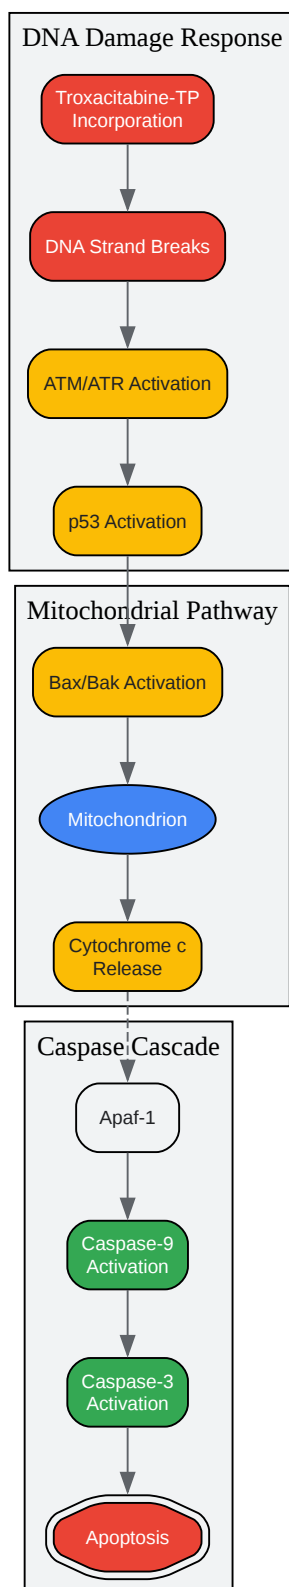 DNA Damage Response
Troxacitabine-TP
Incorporation
DNA Strand Breaks
ATM/ATR Activation
p53 Activation
Mitochondrial Pathway
Bax/Bak Activation
Mitochondrion
Cytochrome c
Release
Caspase Cascade
Apaf-1
Caspase-9
Activation
Caspase-3
Activation
Apoptosis